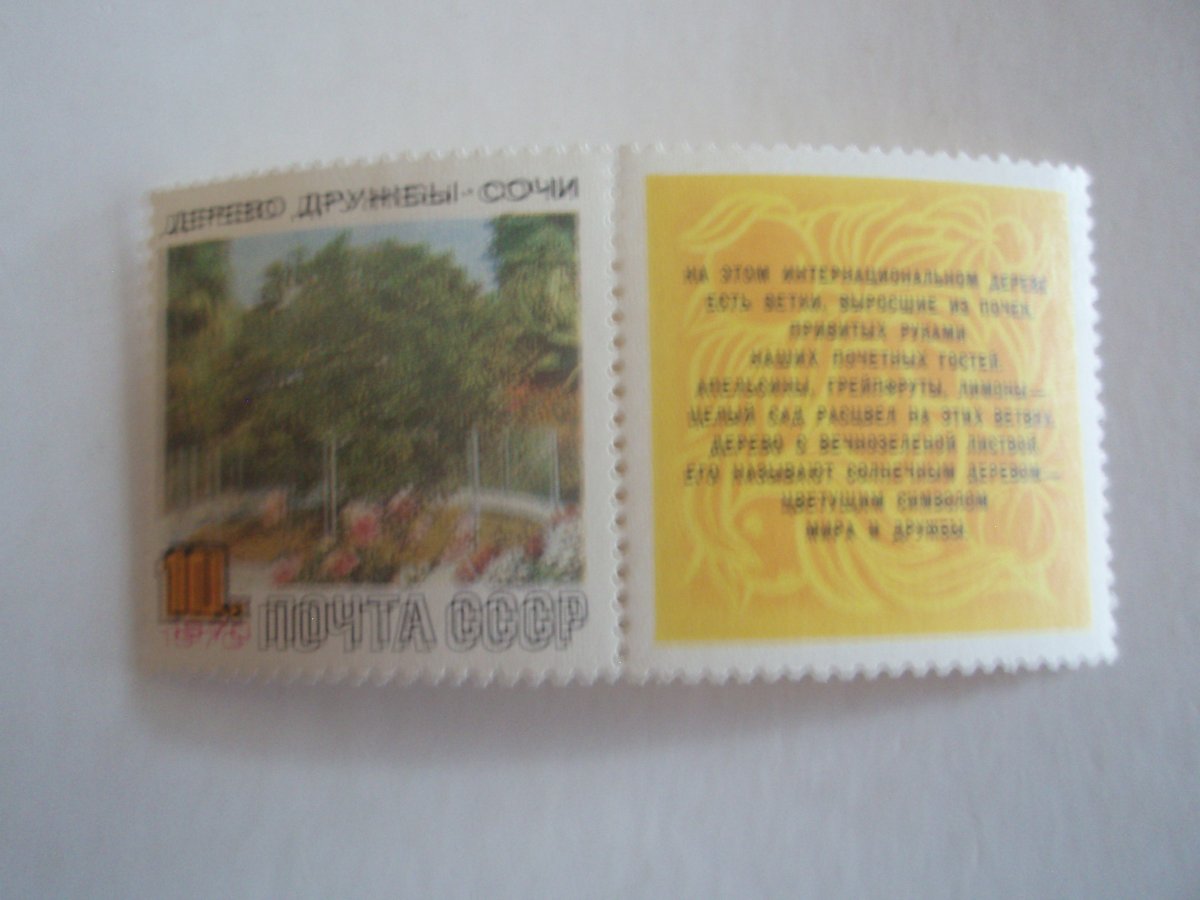 ДЕРЕВО ДРУЖБЫ-СОЧИ
10
1975 ПОЧТА СССР
НА ЭТОМ ИНТЕРНАЦИОНАЛЬНОМ ДЕРЕВЕ
ЕСТЬ ВЕТКИ, ВЫРОСШИЕ ИЗ ПОЧЕК,
ПРИВИТЫХ РУКАМИ
НАШИХ ПОЧЕТНЫХ ГОСТЕЙ.
АПЕЛЬСИНЫ, ГРЕЙПФРУТЫ, ЛИМОНЫ—
ЦЕЛЫЙ САД РАСЦВЕЛ НА ЭТИХ ВЕТВЯХ.
ДЕРЕВО С ВЕЧНОЗЕЛЕНОЙ ЛИСТВОЙ.
ЕГО НАЗЫВАЮТ СОЛНЕЧНЫМ ДЕРЕВОМ—
ЦВЕТУЩИМ СИМВОЛОМ
МИРА И ДРУЖБЫ.